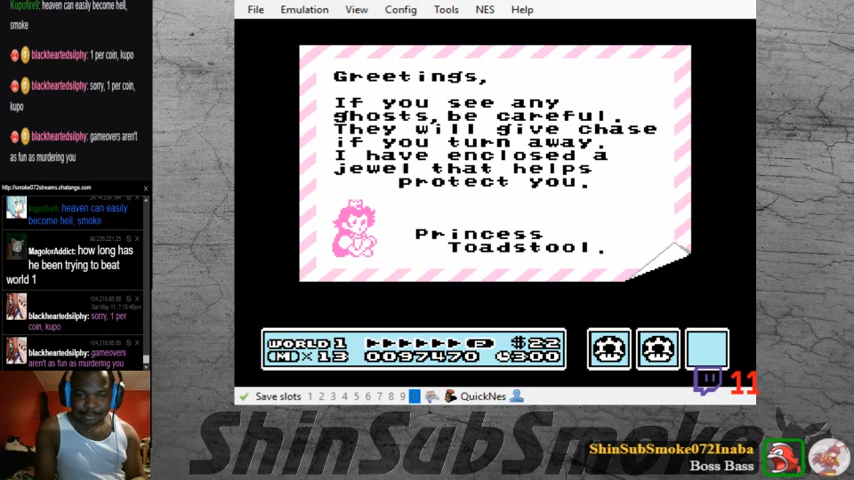 Kupofire9: heaven can easily become hell,
smoke
blackheartedsilphy: 1 per coin, kupo
blackheartedsilphy: sorry, 1 per coin,
kupo
blackheartedsilphy: gameovers aren't
as fun as murdering you
http://smoke072streams.chatango.com x
kupofire9: heaven can easily
become hell, smoke
MagolorAddict: how long has
he been trying to beat
world 1
blackheartedsilphy: sorry, 1 per
coin, kupo
blackheartedsilphy:
gameovers aren't
as fun as murdering you
File Emulation View Config Tools NES Help
Greetings,
If you see any
ghosts, be careful.
They will give chase
if you turn away.
I have enclosed a
jewel that helps
protect you.
Princess
Toadstool.
WORLD 1 P $22
(M)×13 0097470 300
11
Save slots 1 2 3 4 5 6 7 8 9 0 QuickNes
ShinSubSmoke
ShinSubSmoke072Inaba
Boss Bass